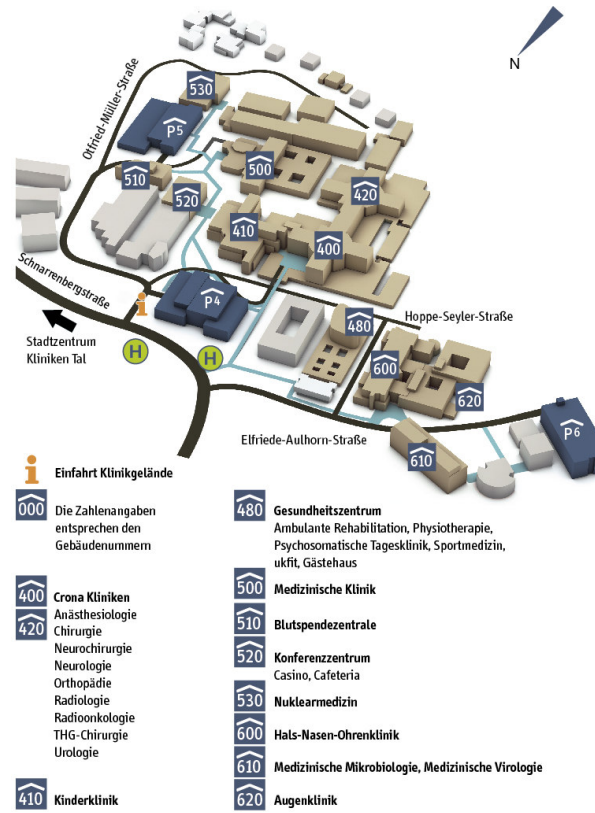 N
Otfried-Müller-Straße
530
P5
510
500
520
420
410
400
Schnarrenbergstraße
i
P4
Hoppe-Seyler-Straße
480
Stadtzentrum
Kliniken Tal
H
H
600
620
P6
Elfriede-Aulhorn-Straße
610
i Einfahrt Klinikgelände
000 Die Zahlenangaben
entsprechen den
Gebäudenummern
400 Crona Kliniken
420 Anästhesiologie
Chirurgie
Neurochirurgie
Neurologie
Orthopädie
Radiologie
Radioonkologie
THG-Chirurgie
Urologie
410 Kinderklinik
480 Gesundheitszentrum
Ambulante Rehabilitation, Physiotherapie,
Psychosomatische Tagesklinik, Sportmedizin,
ukfit, Gästehaus
500 Medizinische Klinik
510 Blutspendezentrale
520 Konferenzzentrum
Casino, Cafeteria
530 Nuklearmedizin
600 Hals-Nasen-Ohrenklinik
610 Medizinische Mikrobiologie, Medizinische Virologie
620 Augenklinik